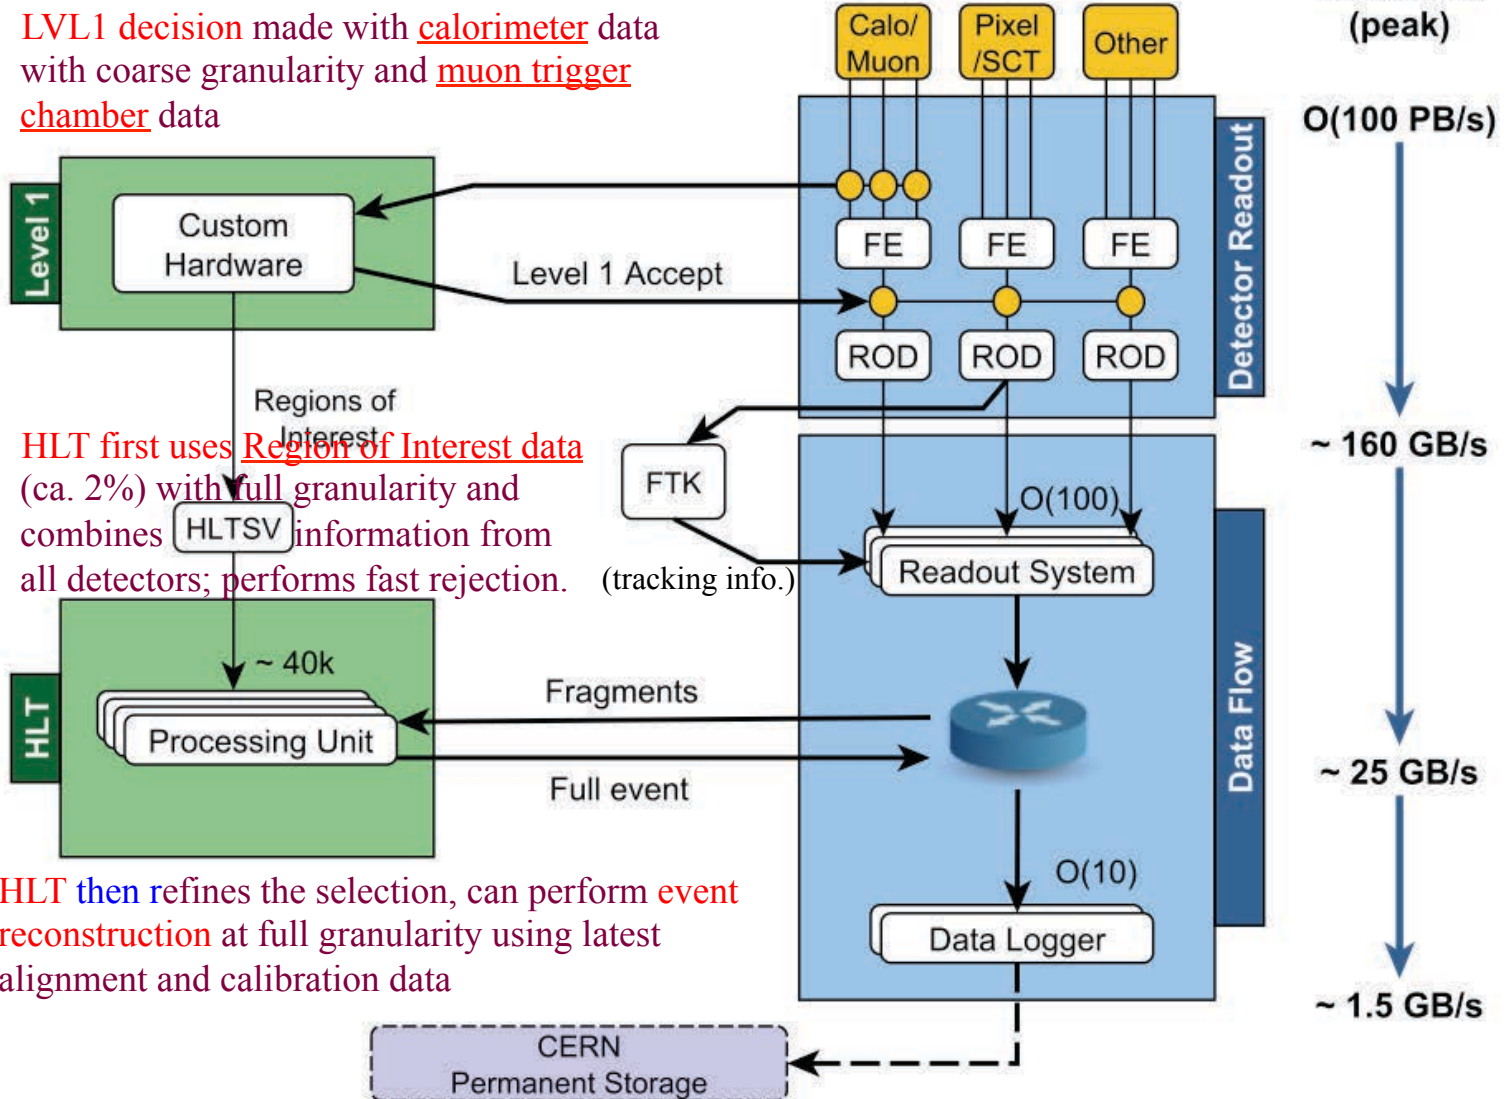 LVL1 decision made with calorimeter data
with coarse granularity and muon trigger
chamber data
Calo/
Muon
Pixel
/SCT
Other
(peak)
O(100 PB/s)
Level 1
Custom
Hardware
Level 1 Accept
FE
FE
FE
ROD
ROD
ROD
Detector Readout
Regions of
Interest
~ 160 GB/s
HLT first uses Region of Interest data
(ca. 2%) with full granularity and
combines
HLTSV
information from
all detectors; performs fast rejection.
FTK
(tracking info.)
O(100)
Readout System
HLT
~ 40k
Processing Unit
Fragments
Full event
Data Flow
~ 25 GB/s
O(10)
Data Logger
~ 1.5 GB/s
HLT then refines the selection, can perform event
reconstruction at full granularity using latest
alignment and calibration data
CERN
Permanent Storage